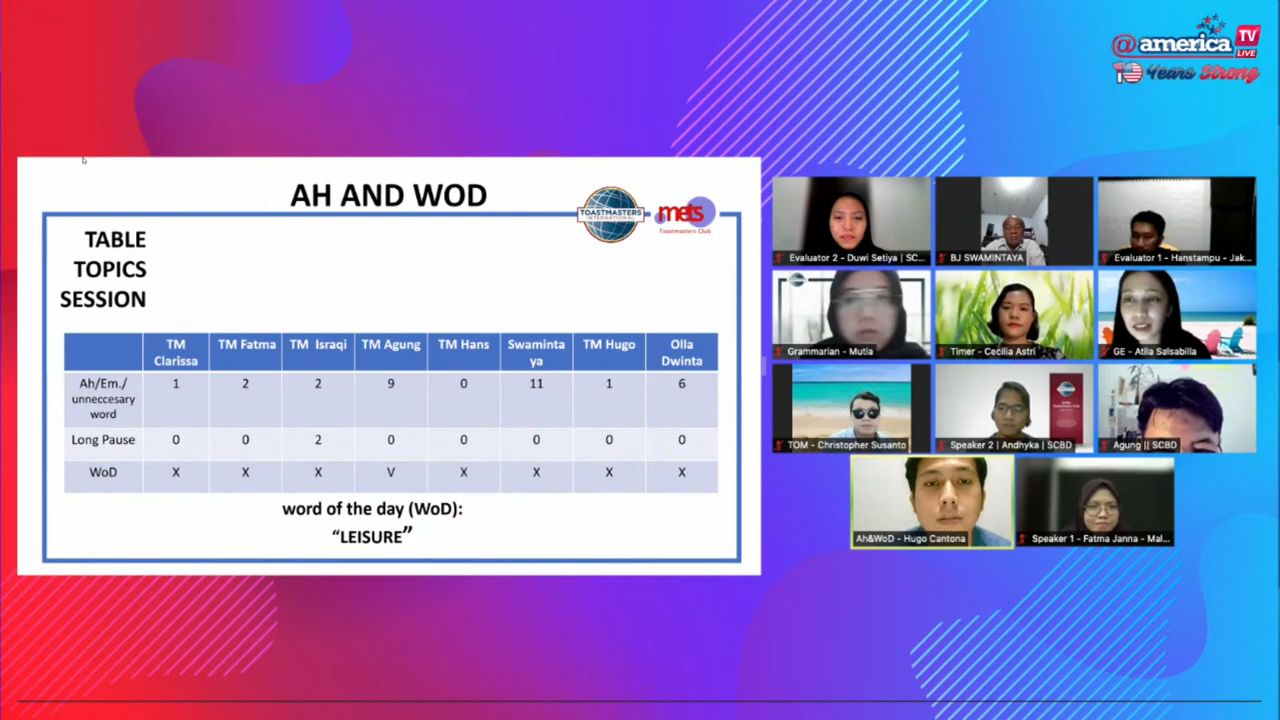 @america TV
LIVE
10 Years Strong
AH AND WOD
TOASTMASTERS
INTERNATIONAL
mets
Toastmasters Club
TABLE
TOPICS
SESSION
TM Clarissa TM Fatma TM Israqi TM Agung TM Hans Swamintaya TM Hugo Olla Dwinta
Ah/Em./ unneccesary word 1 2 2 9 0 11 1 6
Long Pause 0 0 2 0 0 0 0 0
WoD X X X V X X X X
word of the day (WoD):
“LEISURE”
Evaluator 2 - Duwi Setiya | SC...
BJ SWAMINTAYA
Evaluator 1 - Hanstampu - Jak...
Grammarian - Mutia
Timer - Cecilia Astri
GE - Atila Salsabilla
TOM - Christopher Susanto
Speaker 2 | Andhyka | SCBD
Agung || SCBD
Ah&WoD - Hugo Cantona
Speaker 1 - Fatma Janna - Mal...